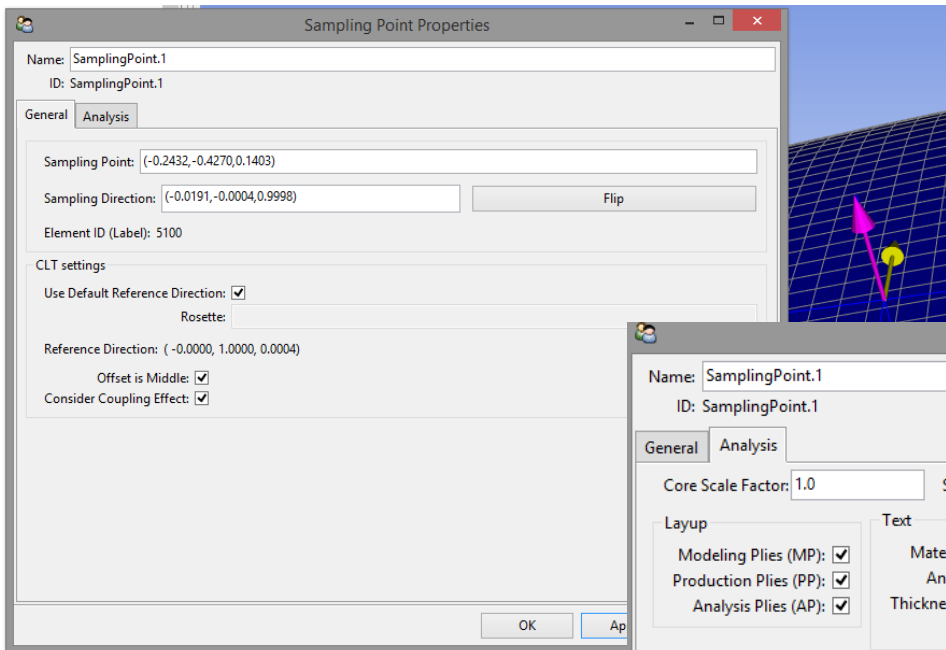 Sampling Point Properties
Name: SamplingPoint.1
ID: SamplingPoint.1
General Analysis
Sampling Point: (-0.2432,-0.4270,0.1403)
Sampling Direction: (-0.0191,-0.0004,0.9998) Flip
Element ID (Label): 5100
CLT settings
Use Default Reference Direction:
Rosette:
Reference Direction: ( -0.0000, 1.0000, 0.0004)
Offset is Middle:
Consider Coupling Effect:
OK Ap
Name: SamplingPoint.1
ID: SamplingPoint.1
General Analysis
Core Scale Factor: 1.0 S
Layup Text
Modeling Plies (MP): Mate
Production Plies (PP): An
Analysis Plies (AP): Thickne